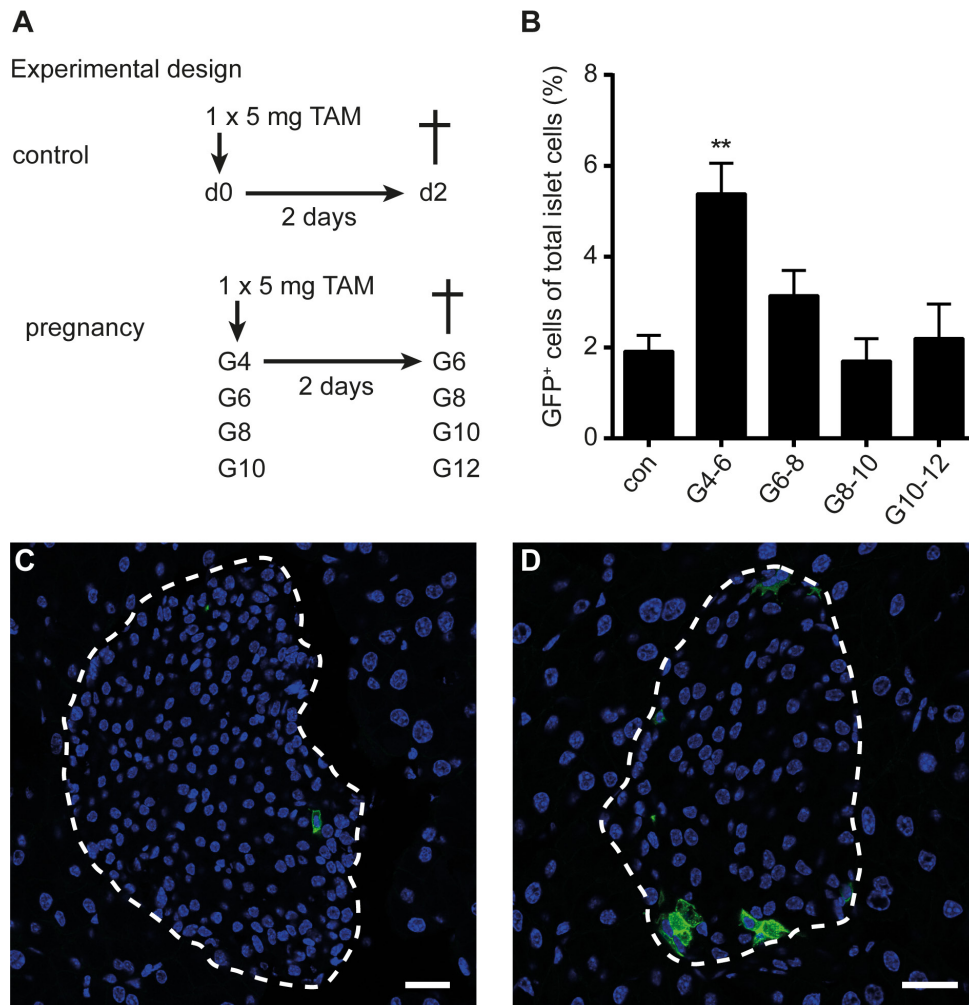 A
Experimental design
1 x 5 mg TAM
control
d0
d2
2 days
1 x 5 mg TAM
pregnancy
G4
G6
2 days
G6
G8
G8
G10
G10
G12
B
GFP⁺ cells of total islet cells (%)
8
6
4
2
0
**
con
G4-6
G6-8
G8-10
G10-12
C
D